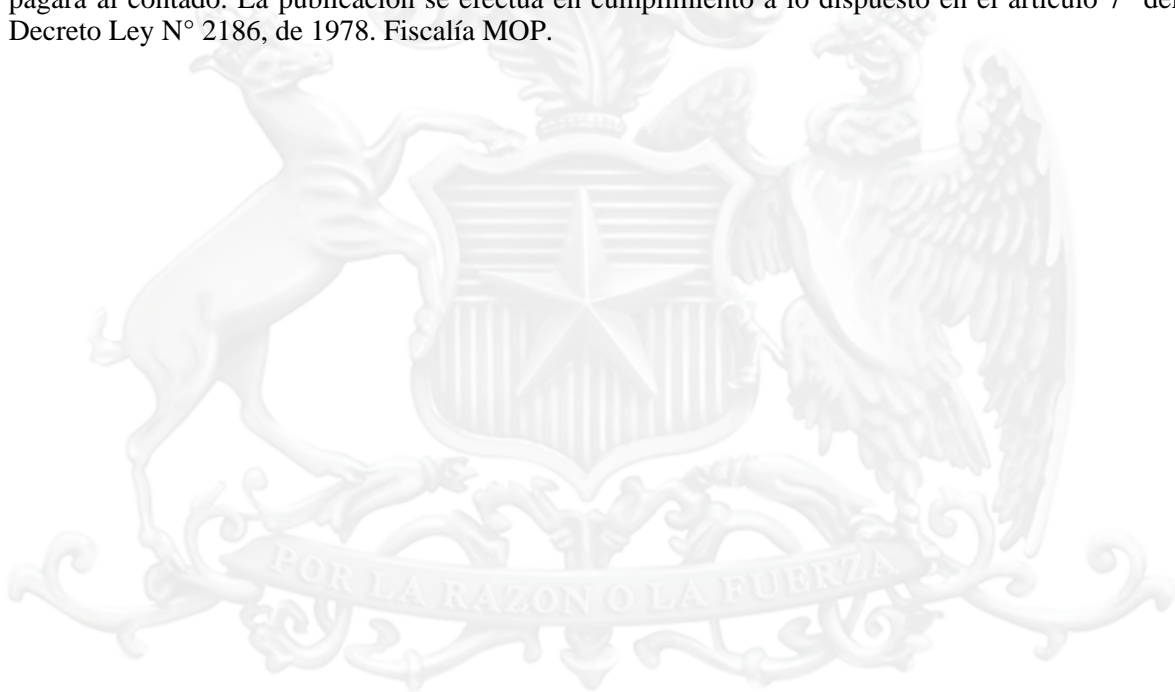 pagará al contado. La publicación se efectúa en cumplimiento a lo dispuesto en el artículo 7° del
Decreto Ley N° 2186, de 1978. Fiscalía MOP.
POR LA RAZON O LA FUERZA